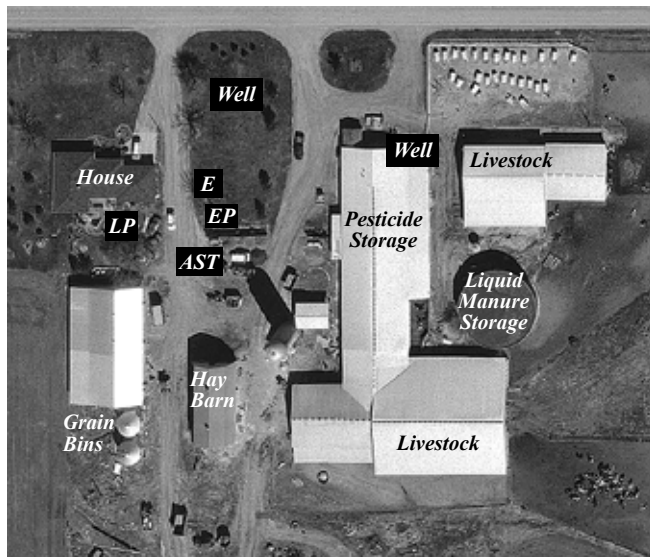 Well
Well
Livestock
House
E
EP
LP
Pesticide
Storage
AST
Liquid
Manure
Storage
Hay
Barn
Grain
Bins
Livestock